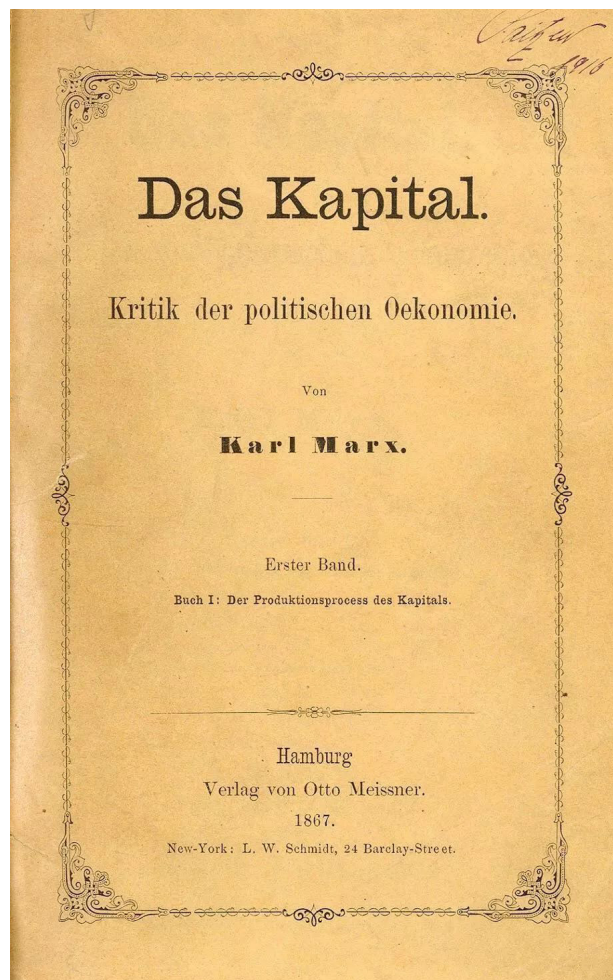 1916
Das Kapital.
Kritik der politischen Oekonomie.
Von
Karl Marx.
Erster Band.
Buch I: Der Produktionsprocess des Kapitals.
Hamburg
Verlag von Otto Meissner.
1867.
New-York: L. W. Schmidt, 24 Barclay-Street.